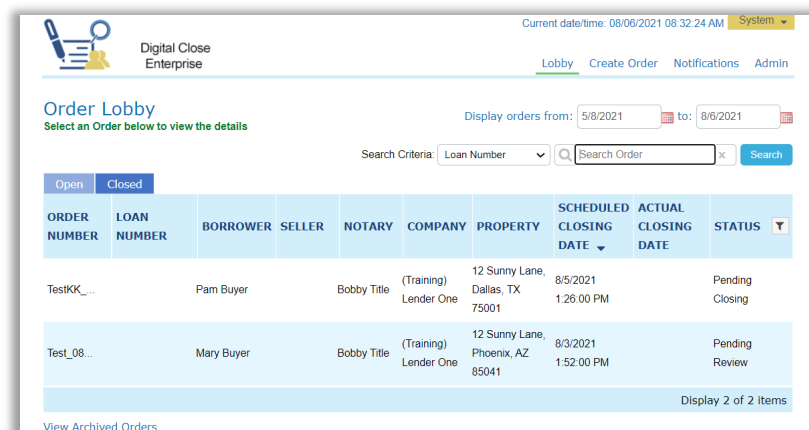 Current date/time: 08/06/2021 08:32:24 AM System
Digital Close
Enterprise
Lobby Create Order Notifications Admin
Order Lobby
Select an Order below to view the details
Display orders from: 5/8/2021 to: 8/6/2021
Search Criteria: Loan Number Search Order x Search
Open Closed
ORDER NUMBER LOAN NUMBER BORROWER SELLER NOTARY COMPANY PROPERTY SCHEDULED CLOSING DATE ACTUAL CLOSING DATE STATUS
TestKK_... Pam Buyer Bobby Title (Training) Lender One 12 Sunny Lane, Dallas, TX 75001 8/5/2021 1:26:00 PM Pending Closing
Test_08... Mary Buyer Bobby Title (Training) Lender One 12 Sunny Lane, Phoenix, AZ 85041 8/3/2021 1:52:00 PM Pending Review
Display 2 of 2 items
View Archived Orders